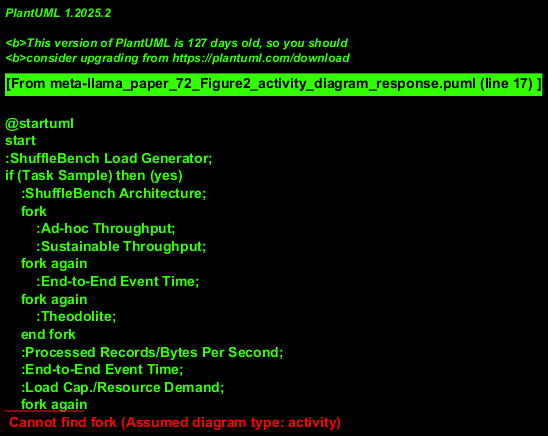 PlantUML 1.2025.2
<b>This version of PlantUML is 127 days old, so you should
<b>consider upgrading from https://plantuml.com/download
[From meta-llama_paper_72_Figure2_activity_diagram_response.puml (line 17) ]
@startuml
start
:ShuffleBench Load Generator;
if (Task Sample) then (yes)
:ShuffleBench Architecture;
fork
:Ad-hoc Throughput;
:Sustainable Throughput;
fork again
:End-to-End Event Time;
fork again
:Theodolite;
end fork
:Processed Records/Bytes Per Second;
:End-to-End Event Time;
:Load Cap./Resource Demand;
fork again
Cannot find fork (Assumed diagram type: activity)